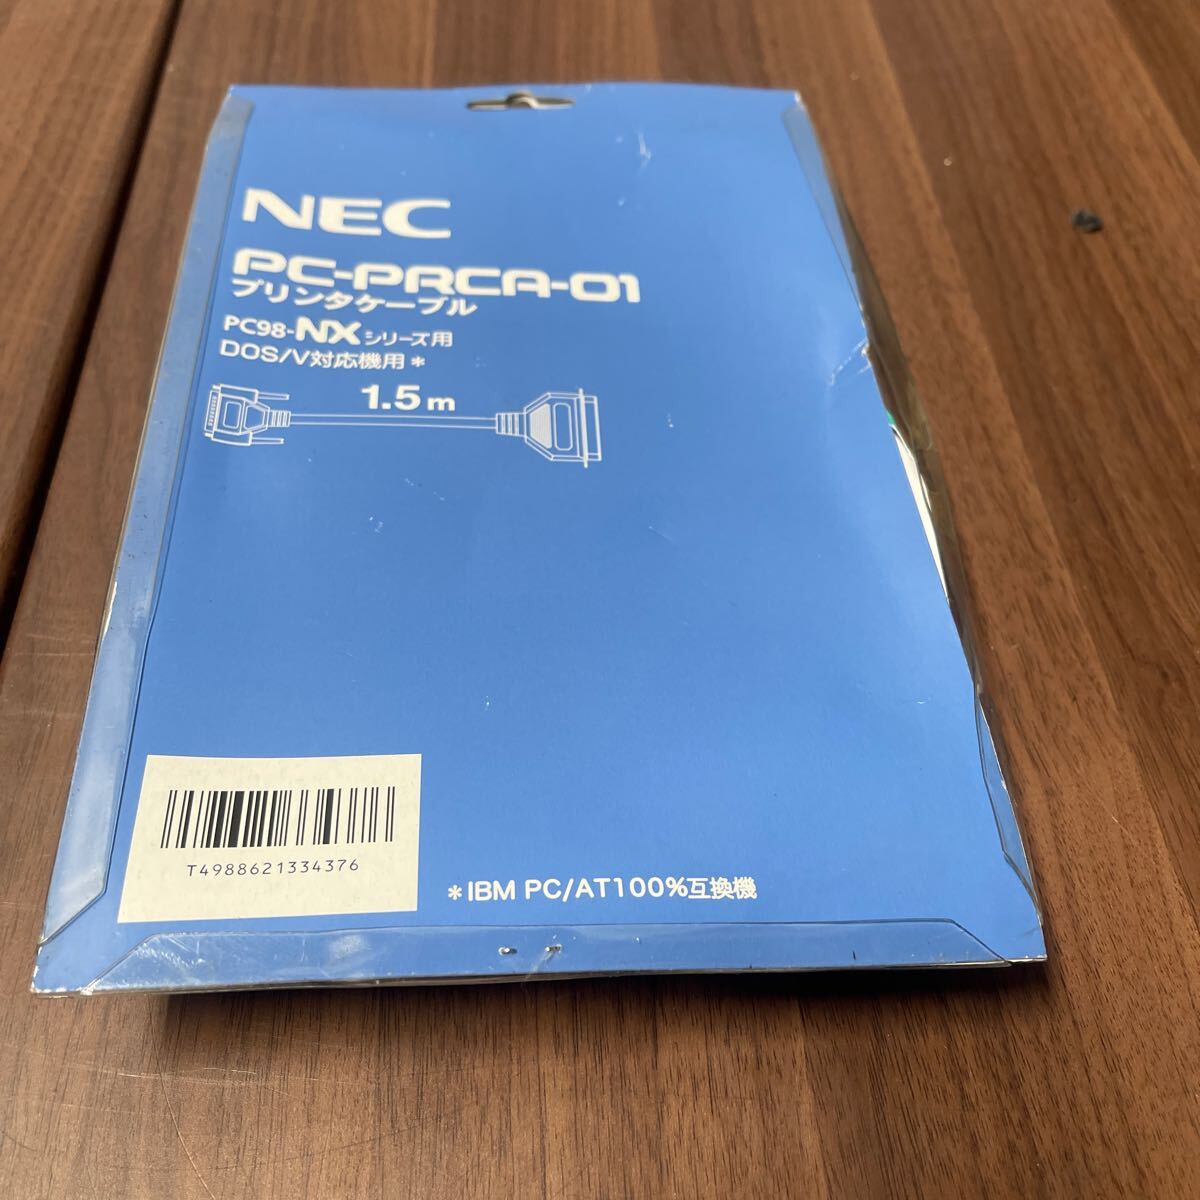 NEC
PC-PRCA-01
プリンタケーブル
PC98-NXシリーズ用
DOS/V対応機用*
1.5m
T4988621334376
*IBM PC/AT100%互換機